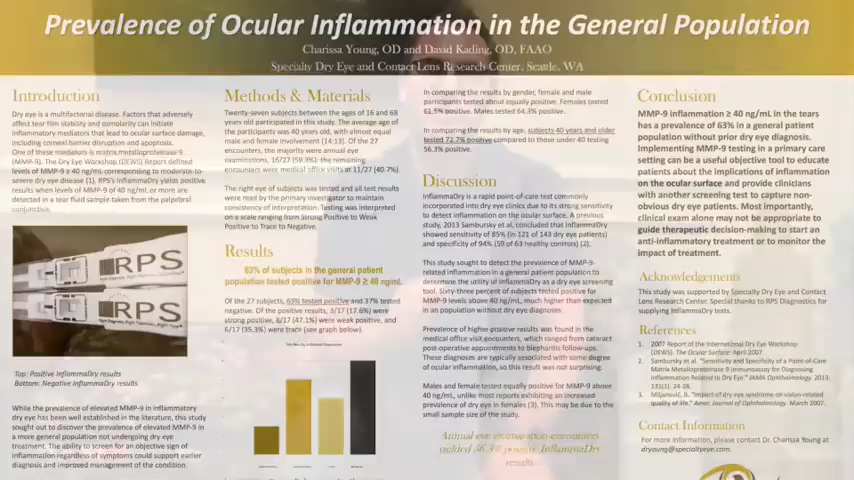 Prevalence of Ocular Inflammation in the General Population
Charissa Young, OD and David Kading, OD, FAAO
Specialty Dry Eye and Contact Lens Research Center, Seattle, WA
Introduction
Dry eye is a multifactorial disease. Factors that adversely
affect tear film stability and osmolarity can initiate
inflammatory mediators that lead to ocular surface damage,
including corneal barrier disruption and apoptosis.
One of these mediators is matrix metalloproteinase 9
(MMP-9). The Dry Eye Workshop (DEWS) Report defined
levels of MMP-9 ≥ 40 ng/mL corresponding to moderate-to-
severe dry eye disease (1). RPS's InflammaDry yields positive
results when levels of MMP-9 of 40 ng/mL or more are
detected in a tear fluid sample taken from the palpebral
conjunctiva.
RPS
RPS
Top: Positive InflammaDry results
Bottom: Negative InflammaDry results
While the prevalence of elevated MMP-9 in inflammatory
dry eye has been well established in the literature, this study
sought out to discover the prevalence of elevated MMP-9 in
a more general population not undergoing dry eye
treatment. The ability to screen for an objective sign of
inflammation regardless of symptoms could support earlier
diagnosis and improved management of the condition.
Methods & Materials
Twenty-seven subjects between the ages of 16 and 68
years old participated in this study. The average age of
the participants was 40 years old, with almost equal
male and female involvement (14:13). Of the 27
encounters, the majority were annual eye
examinations, 16/27 (59.3%); the remaining
encounters were medical office visits at 11/27 (40.7%).
The right eye of subjects was tested and all test results
were read by the primary investigator to maintain
consistency of interpretation. Testing was interpreted
on a scale ranging from Strong Positive to Weak
Positive to Trace to Negative.
Results
63% of subjects in the general patient
population tested positive for MMP-9 ≥ 40 ng/mL
Of the 27 subjects, 63% tested positive and 37% tested
negative. Of the positive results, 3/17 (17.6%) were
strong positive, 8/17 (47.1%) were weak positive, and
6/17 (35.3%) were trace (see graph below).
In comparing the results by gender, female and male
participants tested about equally positive. Females tested
61.5% positive. Males tested 64.3% positive.
In comparing the results by age, subjects 40 years and older
tested 72.7% positive compared to those under 40 testing
56.3% positive.
Discussion
InflammaDry is a rapid point-of-care test commonly
incorporated into dry eye clinics due to its strong sensitivity
to detect inflammation on the ocular surface. A previous
study, 2013 Sambursky et al, concluded that InflammaDry
showed sensitivity of 85% (in 121 of 143 dry eye patients)
and specificity of 94% (59 of 63 healthy controls) (2).
This study sought to detect the prevalence of MMP-9-
related inflammation in a general patient population to
determine the utility of InflammaDry as a dry eye screening
tool. Sixty-three percent of subjects tested positive for
MMP-9 levels above 40 ng/mL, much higher than expected
in an population without dry eye diagnoses.
Prevalence of higher positive results was found in the
medical office visit encounters, which ranged from cataract
post-operative appointments to blepharitis follow-ups.
These diagnoses are typically associated with some degree
of ocular inflammation, so this result was not surprising.
Males and female tested equally positive for MMP-9 above
40 ng/mL, unlike most reports exhibiting an increased
prevalence of dry eye in females (3). This may be due to the
small sample size of the study.
Annual eye examination encounters
yielded 56.3% positive InflammaDry
results
Conclusion
MMP-9 inflammation ≥ 40 ng/mL in the tears
has a prevalence of 63% in a general patient
population without prior dry eye diagnosis.
Implementing MMP-9 testing in a primary care
setting can be a useful objective tool to educate
patients about the implications of inflammation
on the ocular surface and provide clinicians
with another screening test to capture non-
obvious dry eye patients. Most importantly,
clinical exam alone may not be appropriate to
guide therapeutic decision-making to start an
anti-inflammatory treatment or to monitor the
impact of treatment.
Acknowledgements
This study was supported by Specialty Dry Eye and Contact
Lens Research Center. Special thanks to RPS Diagnostics for
supplying InflammaDry tests.
References
1. 2007 Report of the International Dry Eye Workshop
(DEWS). The Ocular Surface: April 2007.
2. Sambursky et al. "Sensitivity and Specificity of a Point-of-Care
Matrix Metalloproteinase 9 Immunoassay for Diagnosing
Inflammation Related to Dry Eye." JAMA Ophthalmology. 2013;
131(1): 24-28.
3. Miljanović, B. "Impact of dry eye syndrome on vision-related
quality of life." Amer. Journal of Ophthalmology. March 2007.
Contact Information
For more information, please contact Dr. Charissa Young at
dryoung@specialtyeye.com.